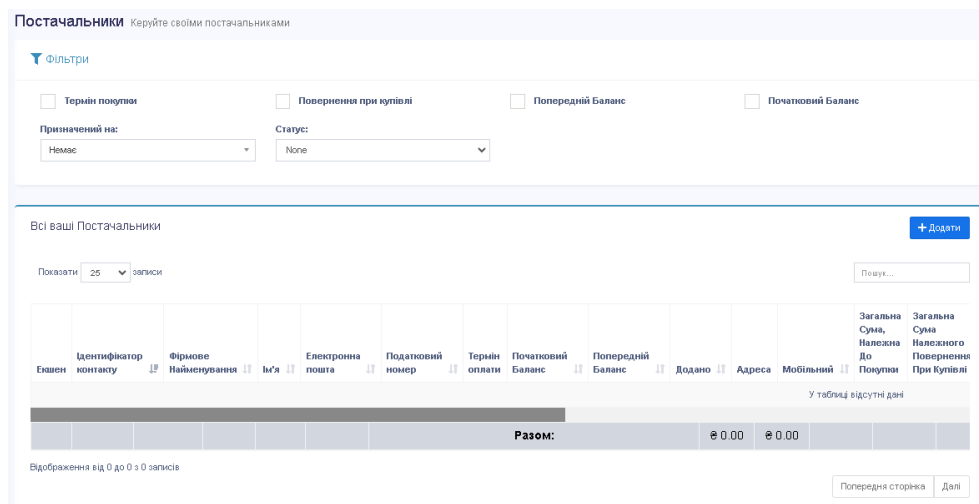 Постачальники Керуйте своїми постачальниками
Фільтри
Термін покупки Повернення при купівлі Попередній Баланс Початковий Баланс
Призначений на: Статус:
Немає None
Всі ваші Постачальники + Додати
Показати 25 записи Пошук...
Екшен
Ідентифікатор
контакту
Фірмове
Найменування
Ім'я
Електронна
пошта
Податковий
номер
Термін
оплати
Початковий
Баланс
Попередній
Баланс
Додано
Адреса
Мобільний
Загальна
Сума,
Належна
До
Покупки
Загальна
Сума
Належного
Повернення
При Купівлі
У таблиці відсутні дані
Разом: ₴ 0.00 ₴ 0.00
Відображення від 0 до 0 з 0 записів
Попередня сторінка Далі